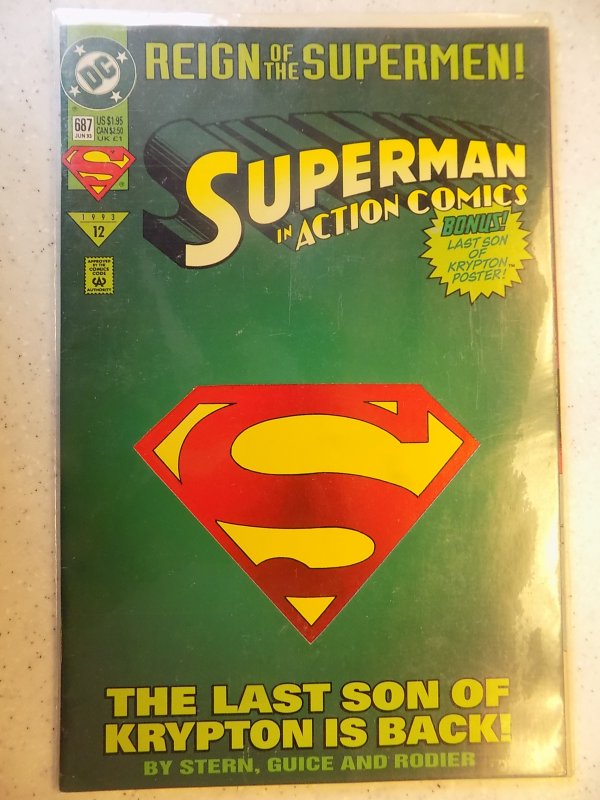 DC
REIGN OF THE SUPERMEN!
687
JUN 93
US $1.95
CAN $2.50
UK £1
S
1993
12
APPROVED
BY THE
COMICS
CODE
CA
AUTHORITY
SUPERMAN
IN ACTION COMICS
BONUS!
LAST SON
OF
KRYPTON™
POSTER!
S
THE LAST SON OF
KRYPTON IS BACK!
BY STERN, GUICE AND RODIER